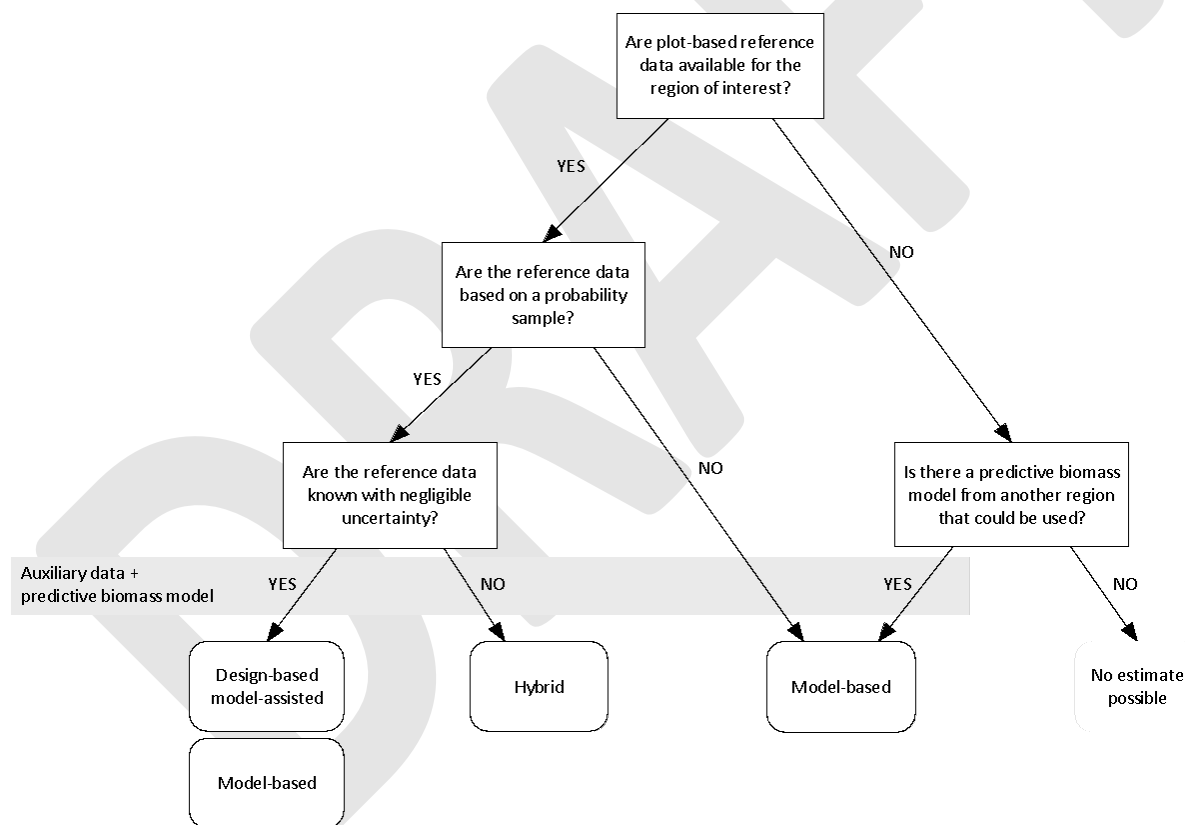 Are plot-based reference
data available for the
region of interest?
YES
NO
Are the reference data
based on a probability
sample?
YES
NO
Are the reference data
known with negligible
uncertainty?
Is there a predictive biomass
model from another region
that could be used?
Auxiliary data +
predictive biomass model
YES
NO
YES
NO
Design-based
model-assisted
Hybrid
Model-based
No estimate
possible
Model-based
DRAF